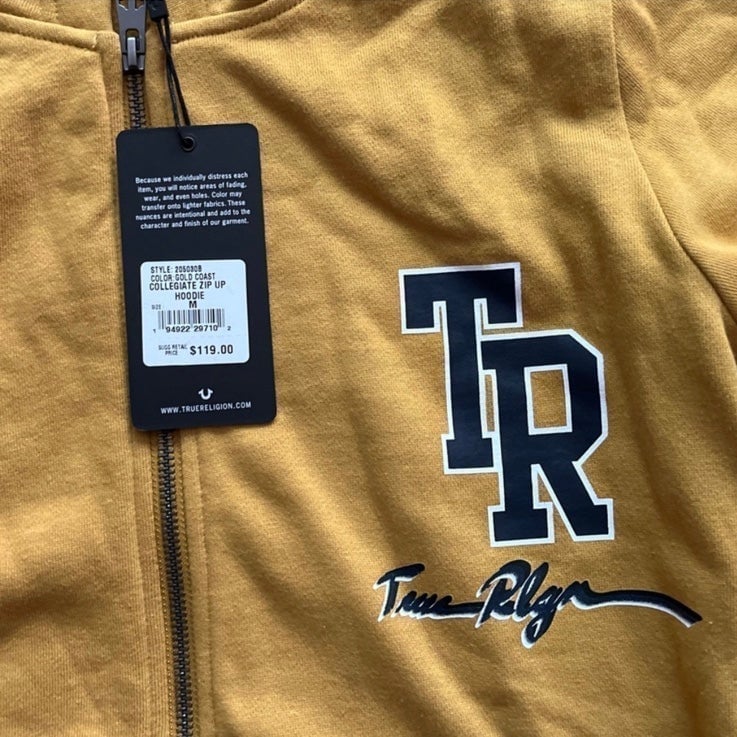 Because we individually distress each
item, you will notice areas of fading,
wear, and even holes. Color may
transfer onto lighter fabrics. These
nuances are intentional and add to the
character and finish of our garment.
STYLE: 205030B
COLOR:GOLD COAST
COLLEGIATE ZIP UP
HOODIE
SIZE M
1 94922 29710 2
SUGG RETAIL
PRICE $119.00
WWW.TRUERELIGION.COM
TR
True Rlgn